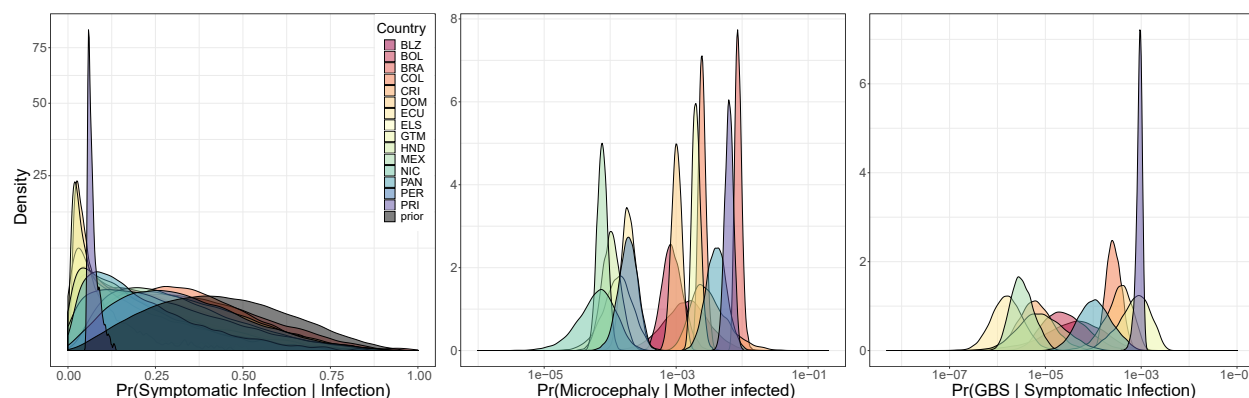 Density
75
50
25
0.00 0.25 0.50 0.75 1.00
Pr(Symptomatic Infection | Infection)
Country
BLZ
BOL
BRA
COL
CRI
DOM
ECU
ELS
GTM
HND
MEX
NIC
PAN
PER
PRI
prior
8
6
4
2
0
1e−05 1e−03 1e−01
Pr(Microcephaly | Mother infected)
6
4
2
0
1e−07 1e−05 1e−03 1e−0
Pr(GBS | Symptomatic Infection)